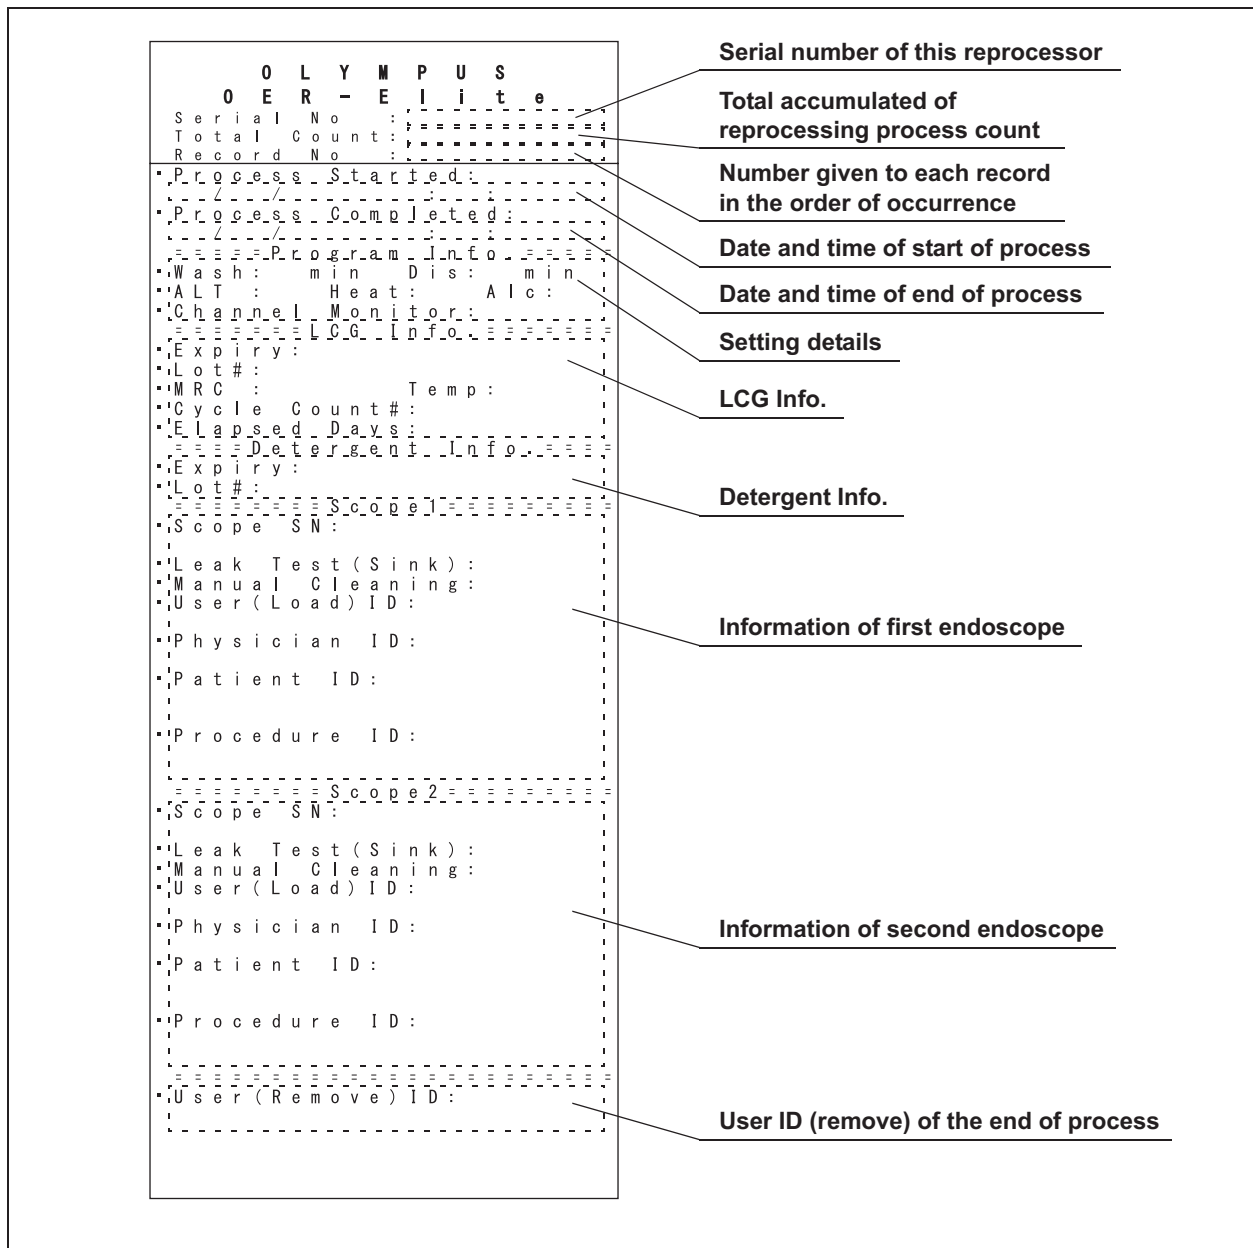 OLYMPUS
OER-Elite
Serial No :
Total Count:
Record No :
Process Started:
/ / : :
Process Completed:
/ / : :
=====Program Info.=====
Wash: min Dis: min
ALT : Heat: Alc:
Channel Monitor:
=======LCG Info.=======
Expiry:
Lot#:
MRC : Temp:
Cycle Count#:
Elapsed Days:
====Detergent Info.====
Expiry:
Lot#:
========Scope1=========
Scope SN:
Leak Test(Sink):
Manual Cleaning:
User(Load)ID:
Physician ID:
Patient ID:
Procedure ID:
========Scope2=========
Scope SN:
Leak Test(Sink):
Manual Cleaning:
User(Load)ID:
Physician ID:
Patient ID:
Procedure ID:
=======================
User(Remove)ID:
Serial number of this reprocessor
Total accumulated of
reprocessing process count
Number given to each record
in the order of occurrence
Date and time of start of process
Date and time of end of process
Setting details
LCG Info.
Detergent Info.
Information of first endoscope
Information of second endoscope
User ID (remove) of the end of process